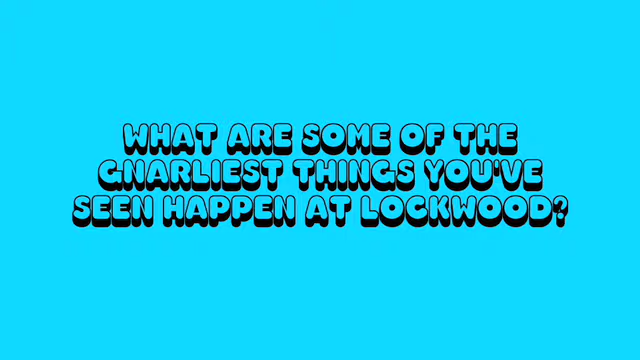 WHAT ARE SOME OF THE
GNARLIEST THINGS YOU'VE
SEEN HAPPEN AT LOCKWOOD?